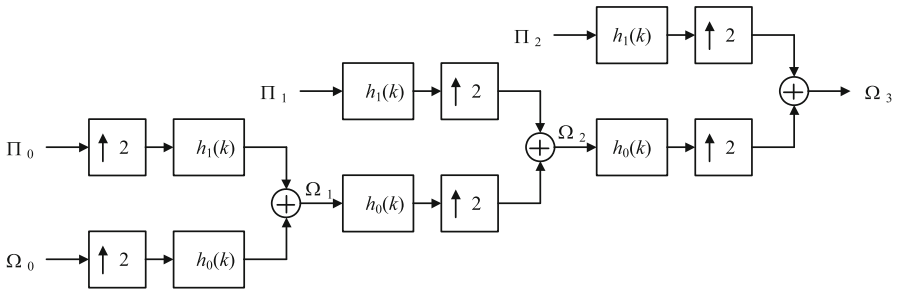 Π 2 h1(k) ↑ 2
Π 1 h1(k) ↑ 2 + Ω 3
Π 0 ↑ 2 h1(k) + Ω 2 h0(k) ↑ 2
+ Ω 1 h0(k) ↑ 2
Ω 0 ↑ 2 h0(k)